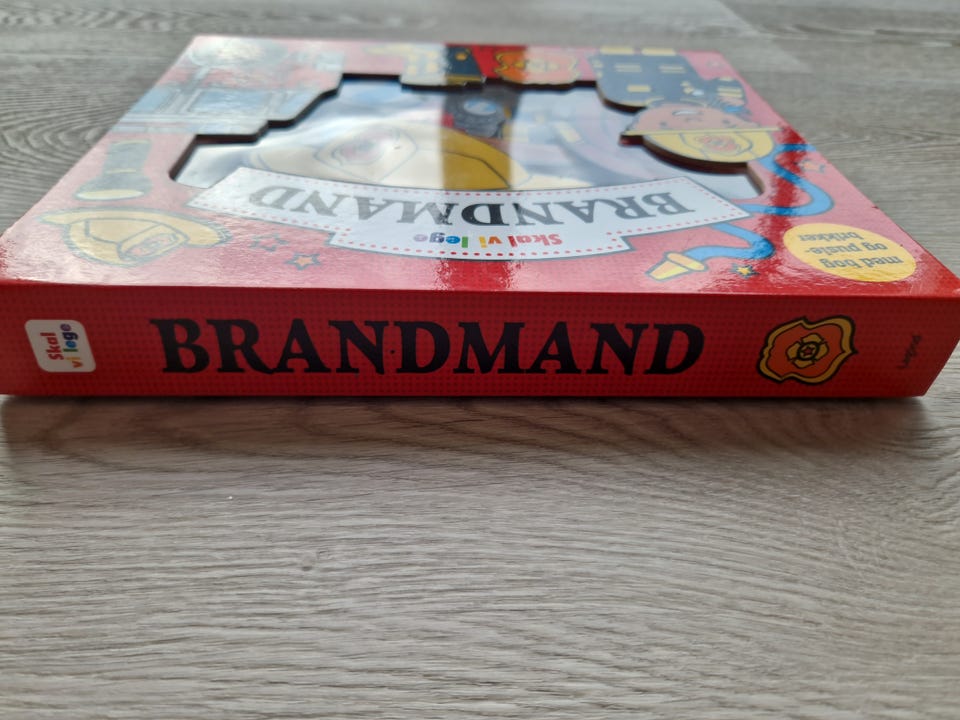 Skal
vi lege
BRANDMAND
Skal vi lege
BRANDMAND
med bog
og puslebrikker